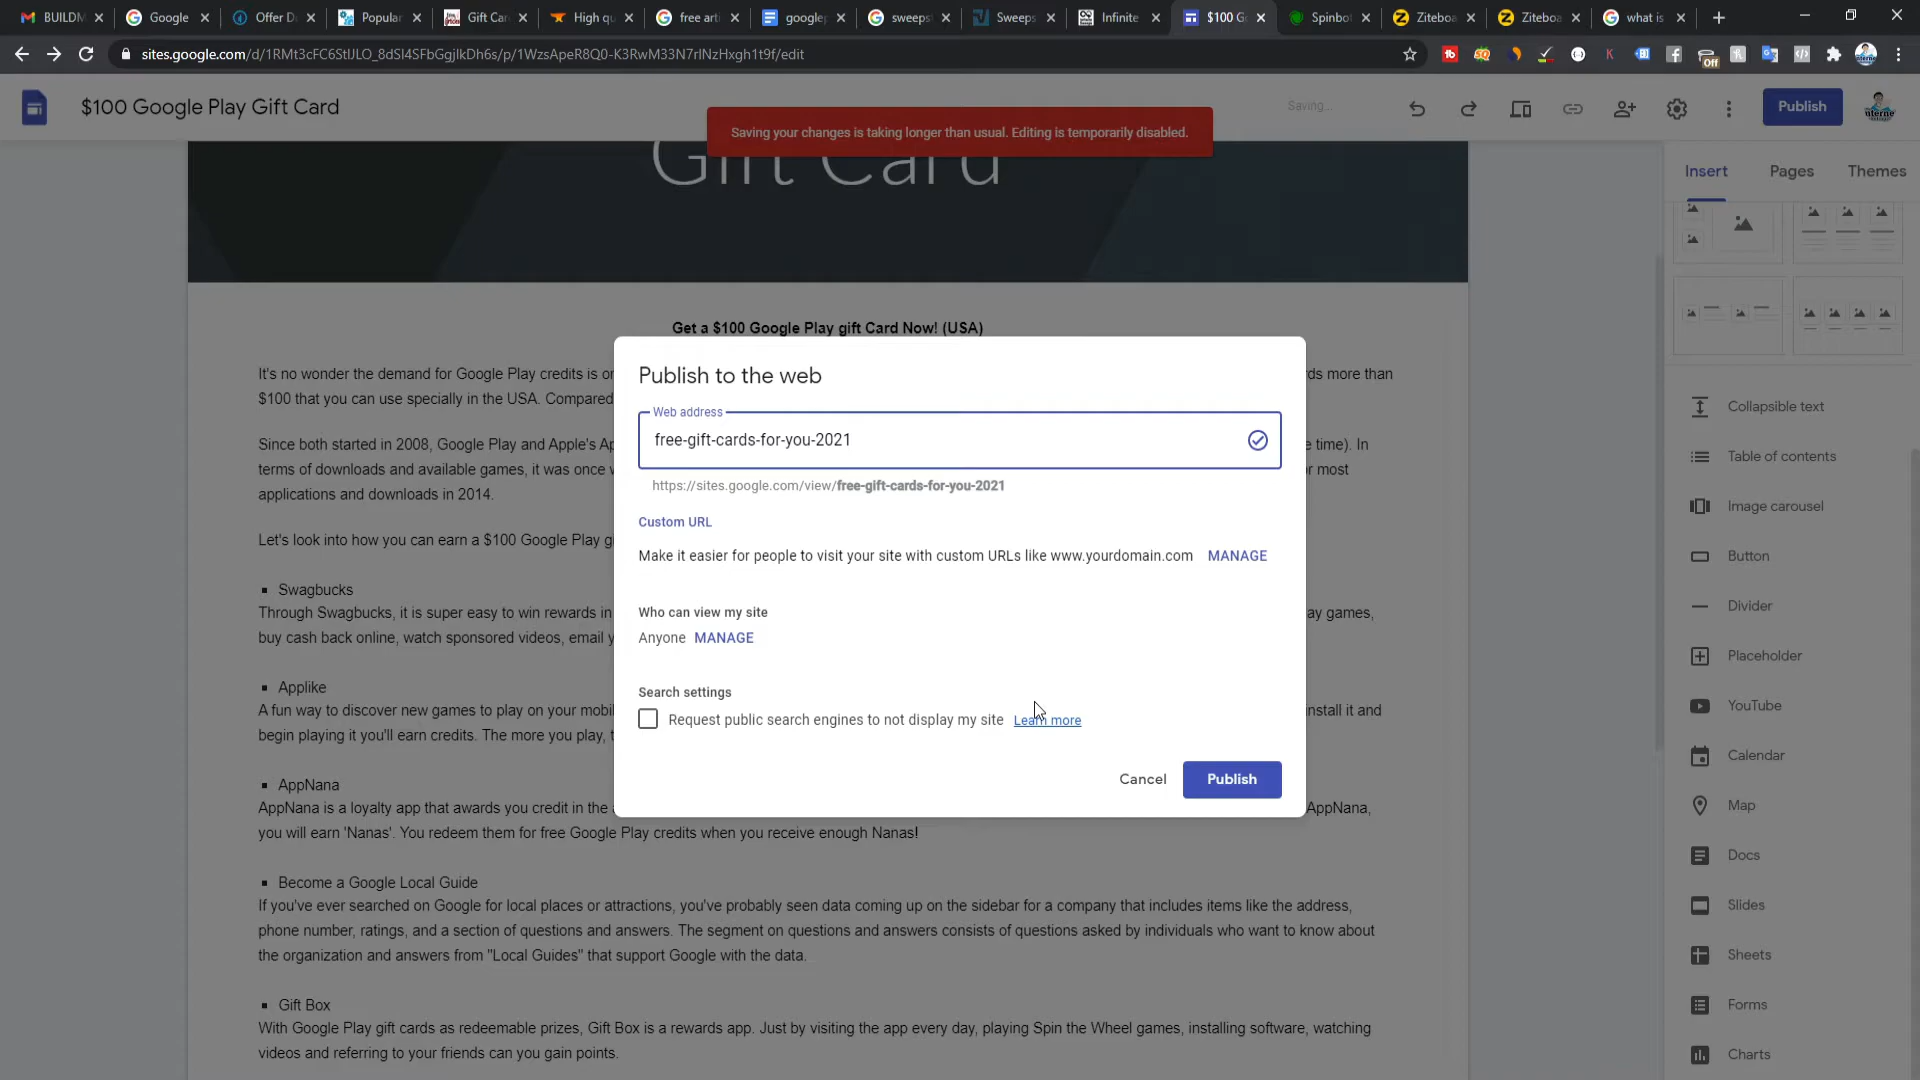 BUILDM
Google
Offer D
Popular
Gift Car
High qu
free arti
google
sweeps
Sweeps
Infinite
$100 G
Spinbo
Ziteboa
Ziteboa
what is
sites.google.com/d/1RMt3cFC6StIJLO_8dSI4SFbGgjlkDh6s/p/1WzsApeR8Q0-K3RwM33N7rINzHxgh1t9f/edit
Off
$100 Google Play Gift Card
Saving...
Publish
Saving your changes is taking longer than usual. Editing is temporarily disabled.
Gift Card
Insert
Pages
Themes
Get a $100 Google Play gift Card Now! (USA)
It's no wonder the demand for Google Play credits is or
ds more than
$100 that you can use specially in the USA. Compared
Since both started in 2008, Google Play and Apple's Ap
e time). In
terms of downloads and available games, it was once
or most
applications and downloads in 2014.
Let's look into how you can earn a $100 Google Play g
Swagbucks
Through Swagbucks, it is super easy to win rewards in
ay games,
buy cash back online, watch sponsored videos, email y
Applike
A fun way to discover new games to play on your mobil
install it and
begin playing it you'll earn credits. The more you play, t
AppNana
AppNana is a loyalty app that awards you credit in the
AppNana,
you will earn 'Nanas'. You redeem them for free Google Play credits when you receive enough Nanas!
Become a Google Local Guide
If you've ever searched on Google for local places or attractions, you've probably seen data coming up on the sidebar for a company that includes items like the address,
phone number, ratings, and a section of questions and answers. The segment on questions and answers consists of questions asked by individuals who want to know about
the organization and answers from "Local Guides" that support Google with the data.
Gift Box
With Google Play gift cards as redeemable prizes, Gift Box is a rewards app. Just by visiting the app every day, playing Spin the Wheel games, installing software, watching
videos and referring to your friends can you gain points.
Publish to the web
Web address
free-gift-cards-for-you-2021
https://sites.google.com/view/free-gift-cards-for-you-2021
Custom URL
Make it easier for people to visit your site with custom URLs like www.yourdomain.com MANAGE
Who can view my site
Anyone MANAGE
Search settings
Request public search engines to not display my site Learn more
Cancel
Publish
Collapsible text
Table of contents
Image carousel
Button
Divider
Placeholder
YouTube
Calendar
Map
Docs
Slides
Sheets
Forms
Charts